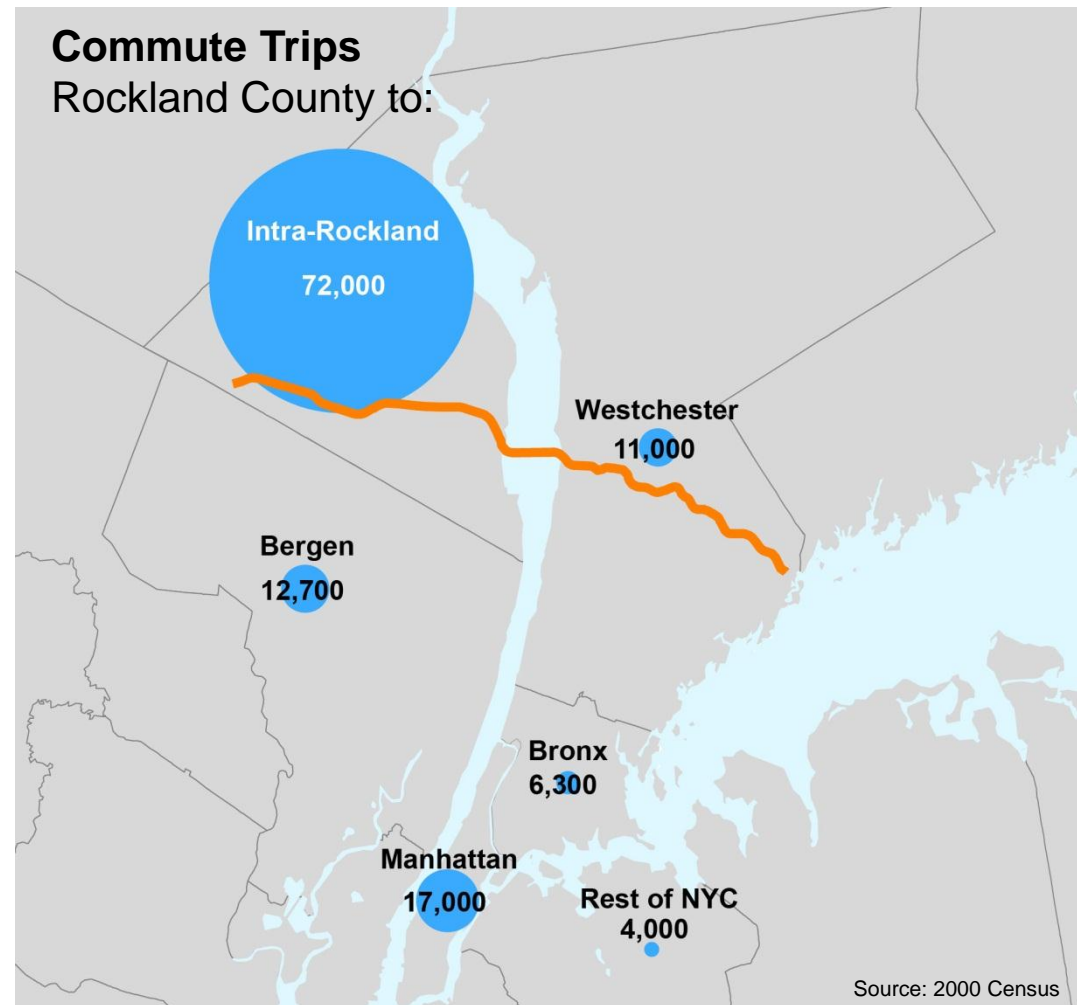 Commute Trips
Rockland County to:
Intra-Rockland
72,000
Westchester
11,000
Bergen
12,700
Bronx
6,300
Manhattan
17,000
Rest of NYC
4,000
Source: 2000 Census